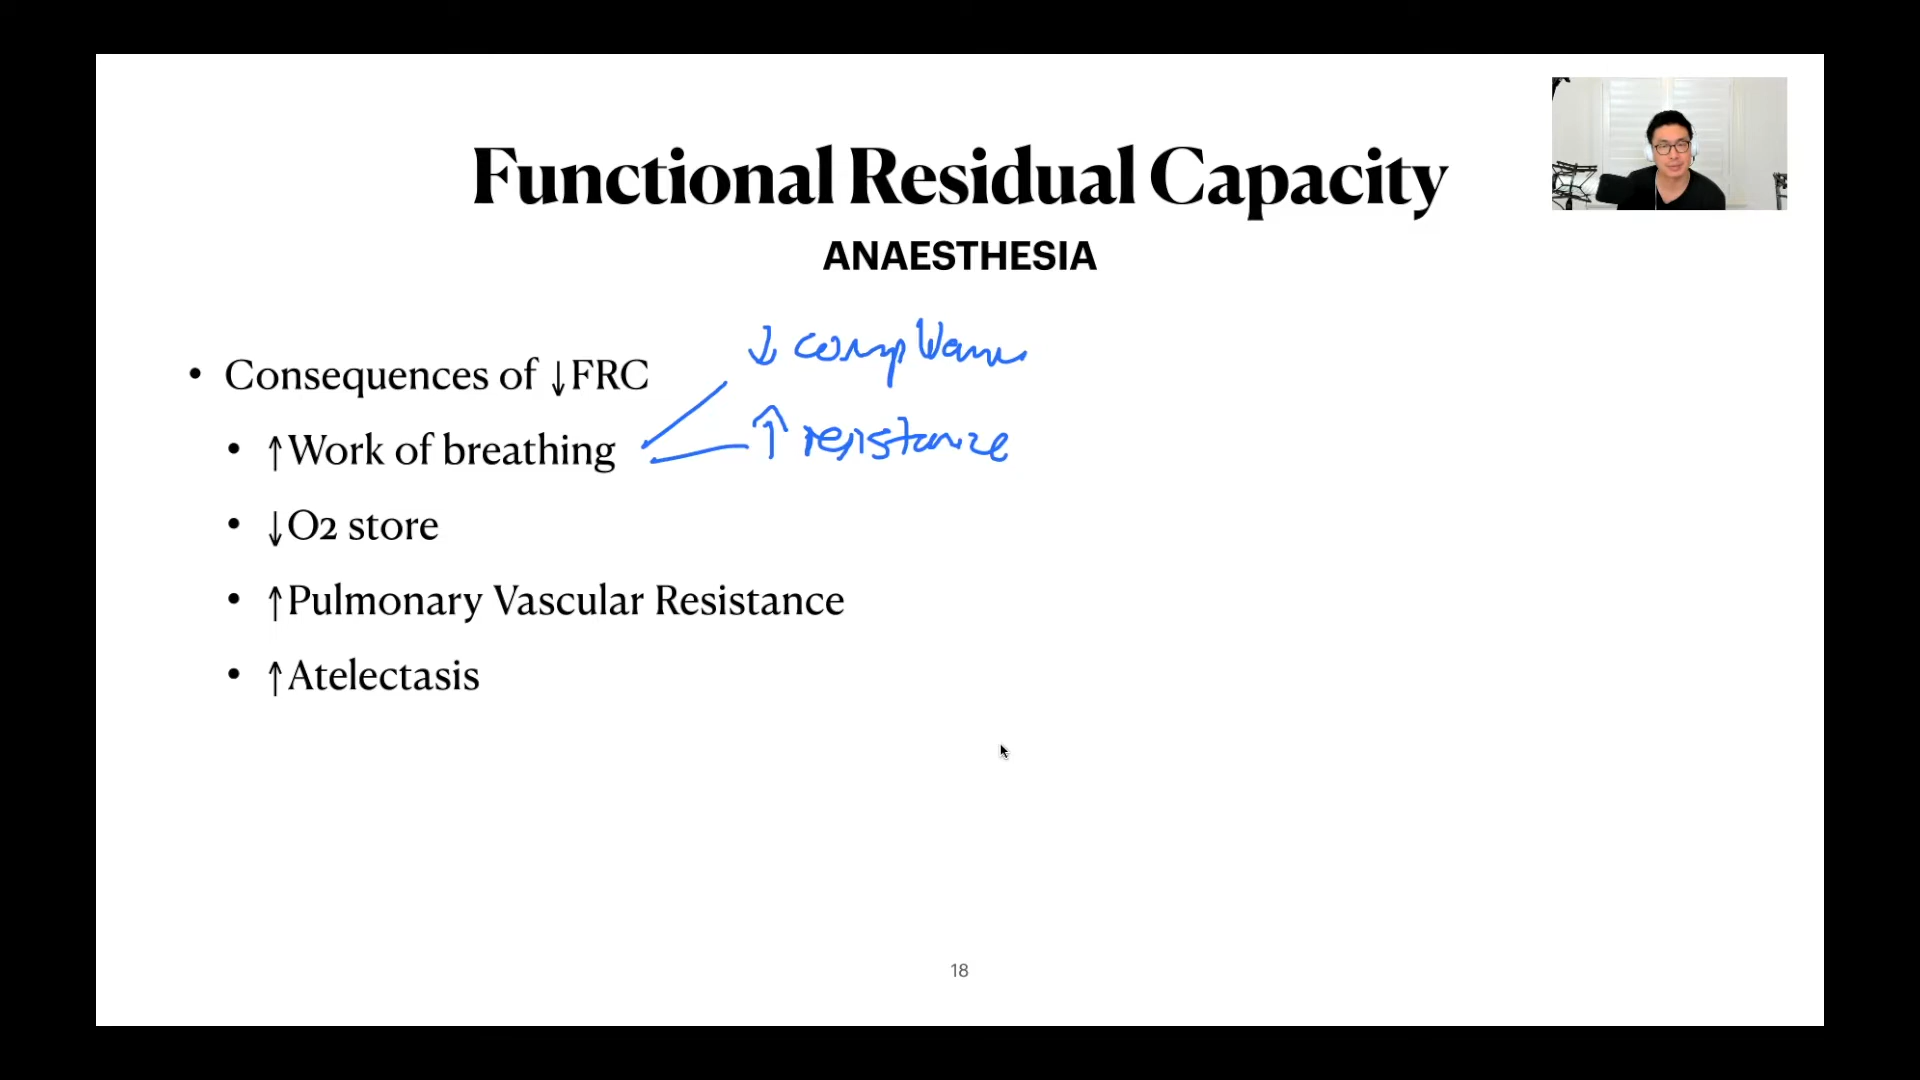 Functional Residual Capacity
ANAESTHESIA
• Consequences of ↓FRC
↓ compliance
• ↑Work of breathing
↑ resistance
• ↓O2 store
• ↑Pulmonary Vascular Resistance
• ↑Atelectasis
18